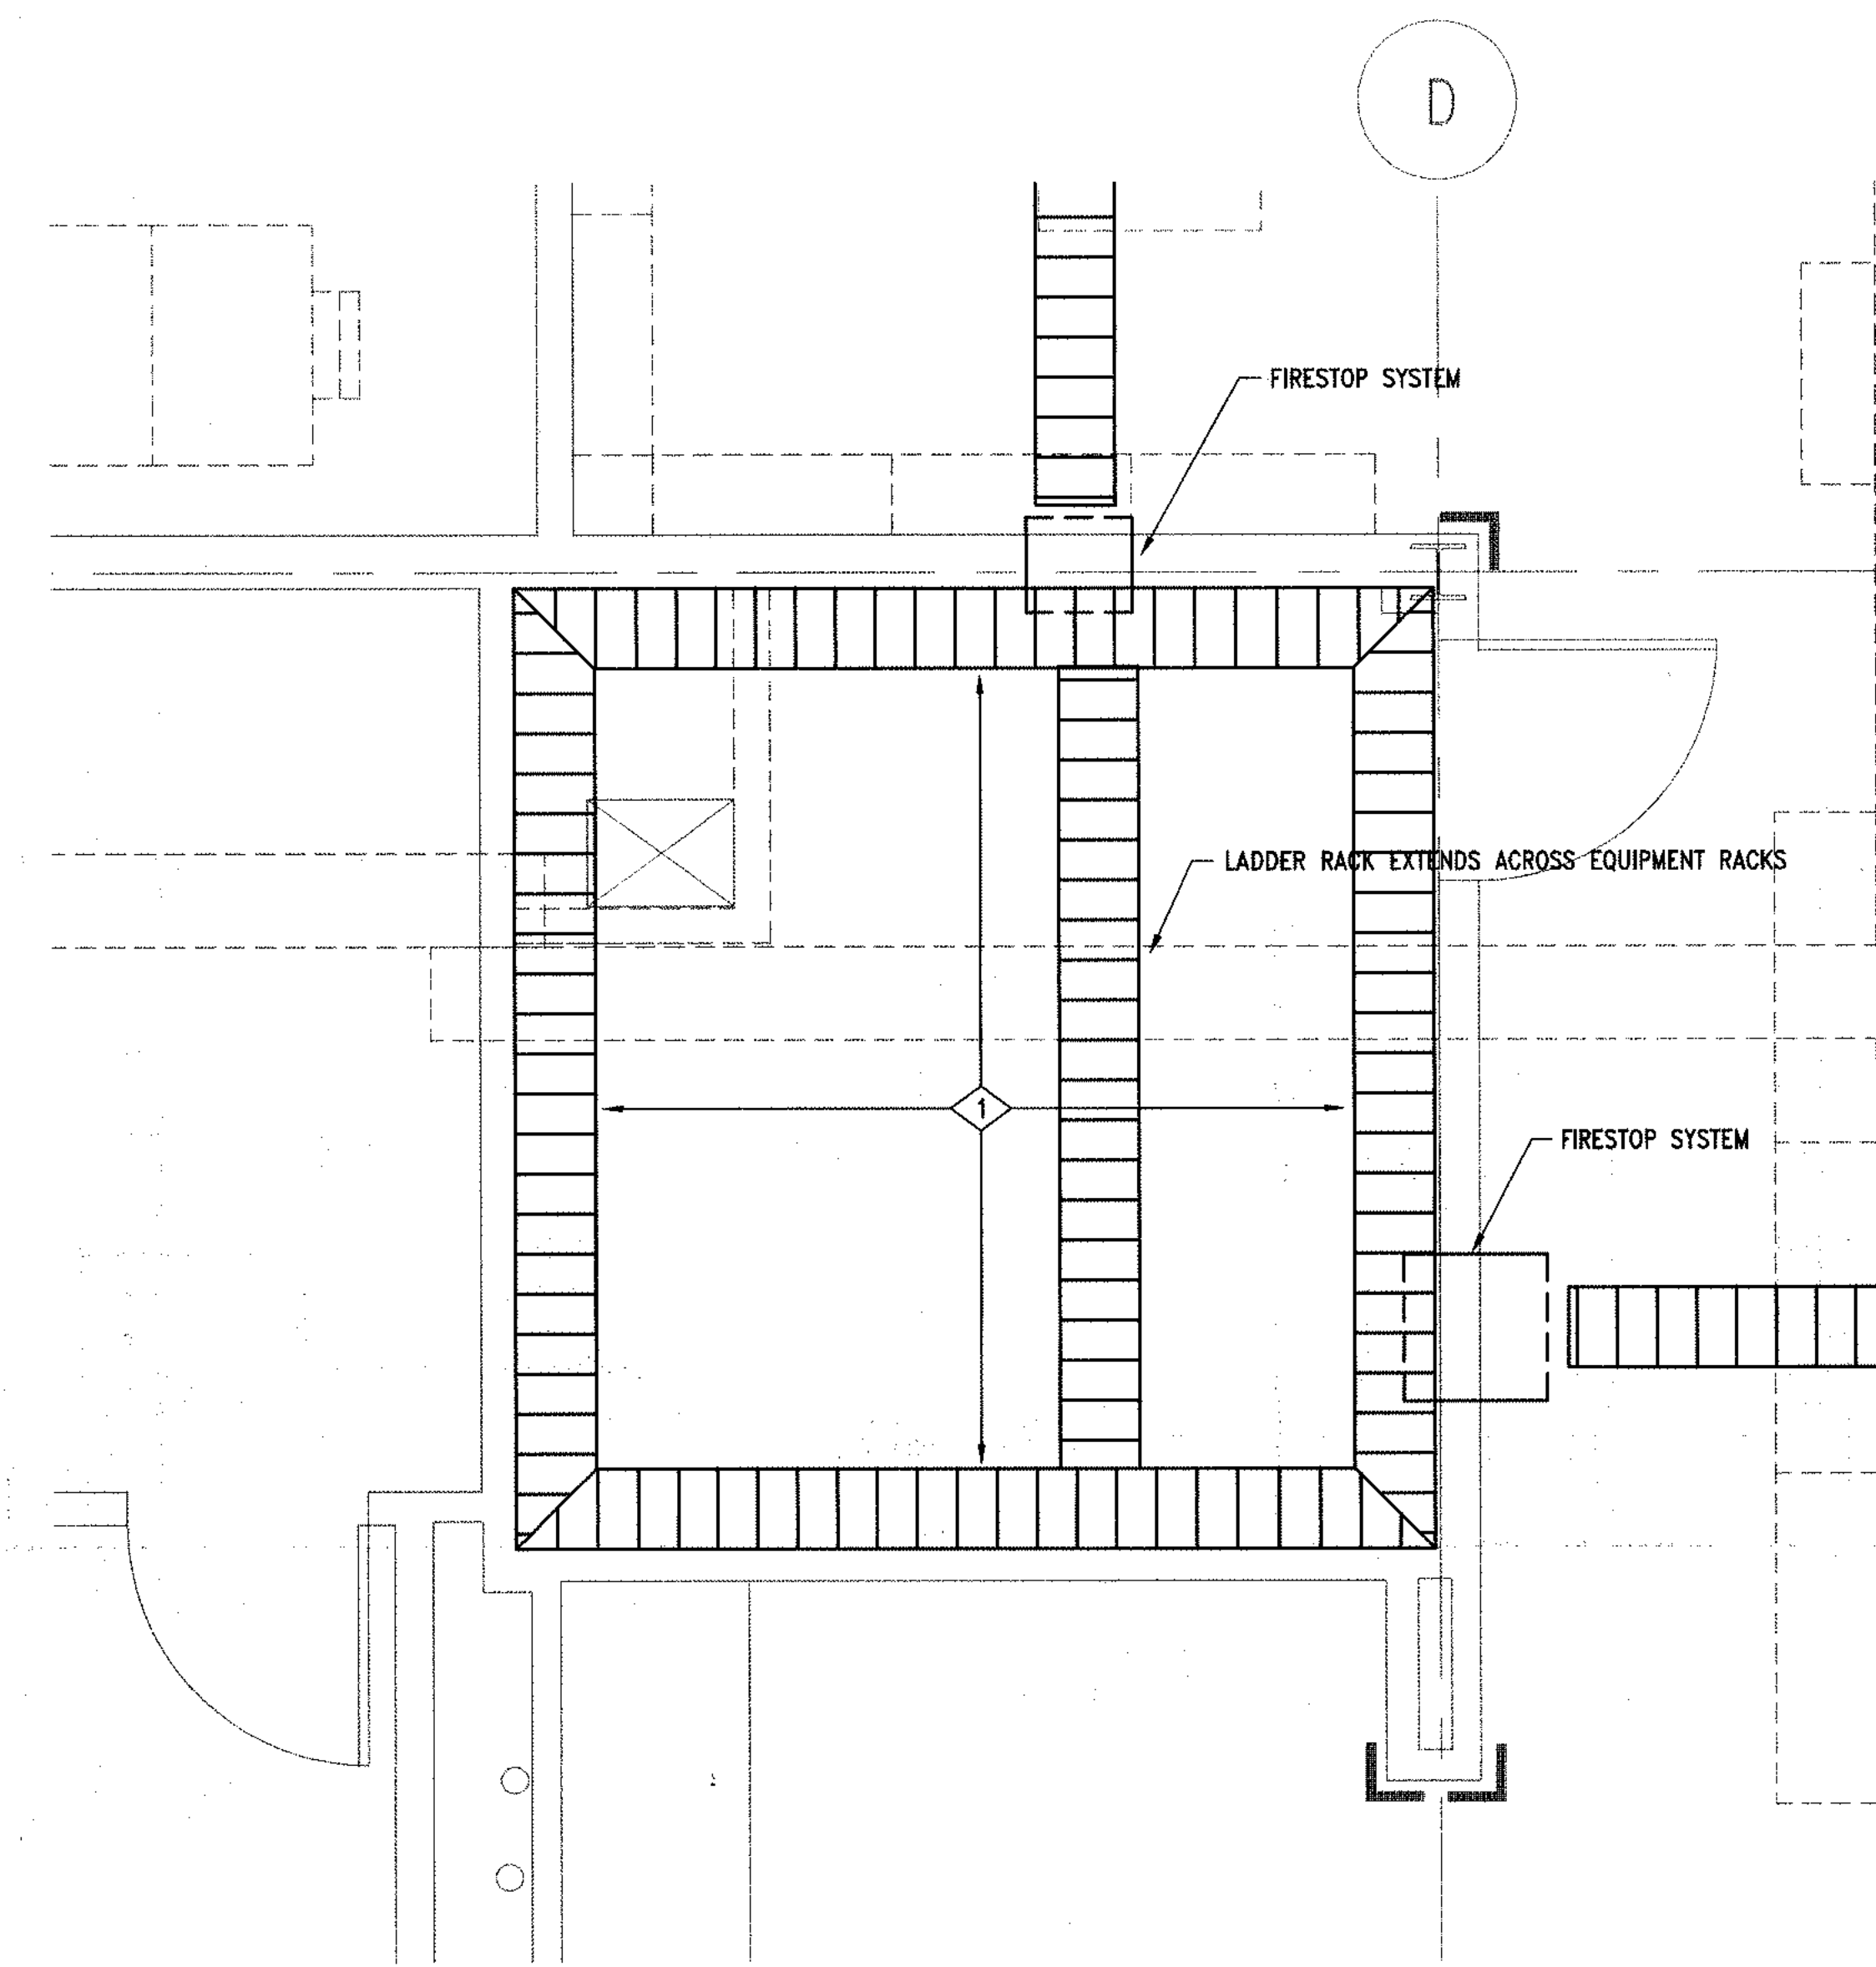 D
FIRESTOP SYSTEM
LADDER RACK EXTENDS ACROSS EQUIPMENT RACKS
1
FIRESTOP SYSTEM